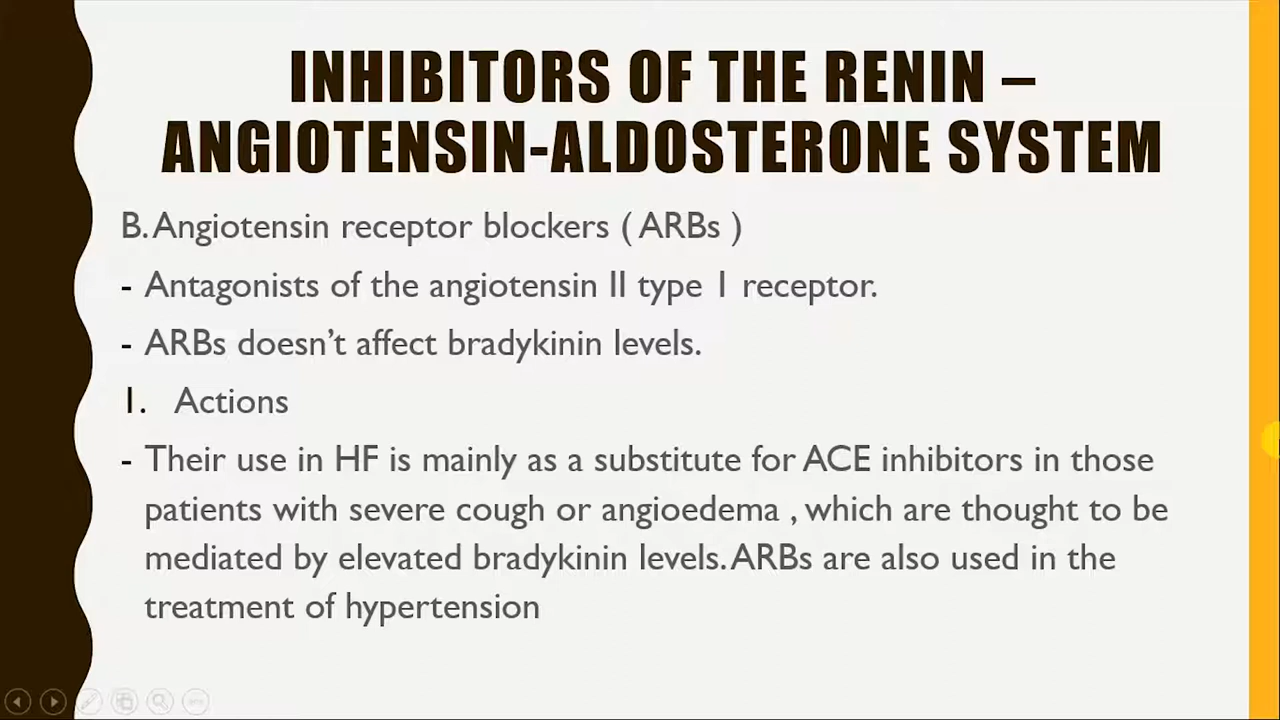 INHIBITORS OF THE RENIN –
ANGIOTENSIN-ALDOSTERONE SYSTEM
B. Angiotensin receptor blockers ( ARBs )
- Antagonists of the angiotensin II type 1 receptor.
- ARBs doesn't affect bradykinin levels.
1. Actions
- Their use in HF is mainly as a substitute for ACE inhibitors in those
patients with severe cough or angioedema , which are thought to be
mediated by elevated bradykinin levels. ARBs are also used in the
treatment of hypertension